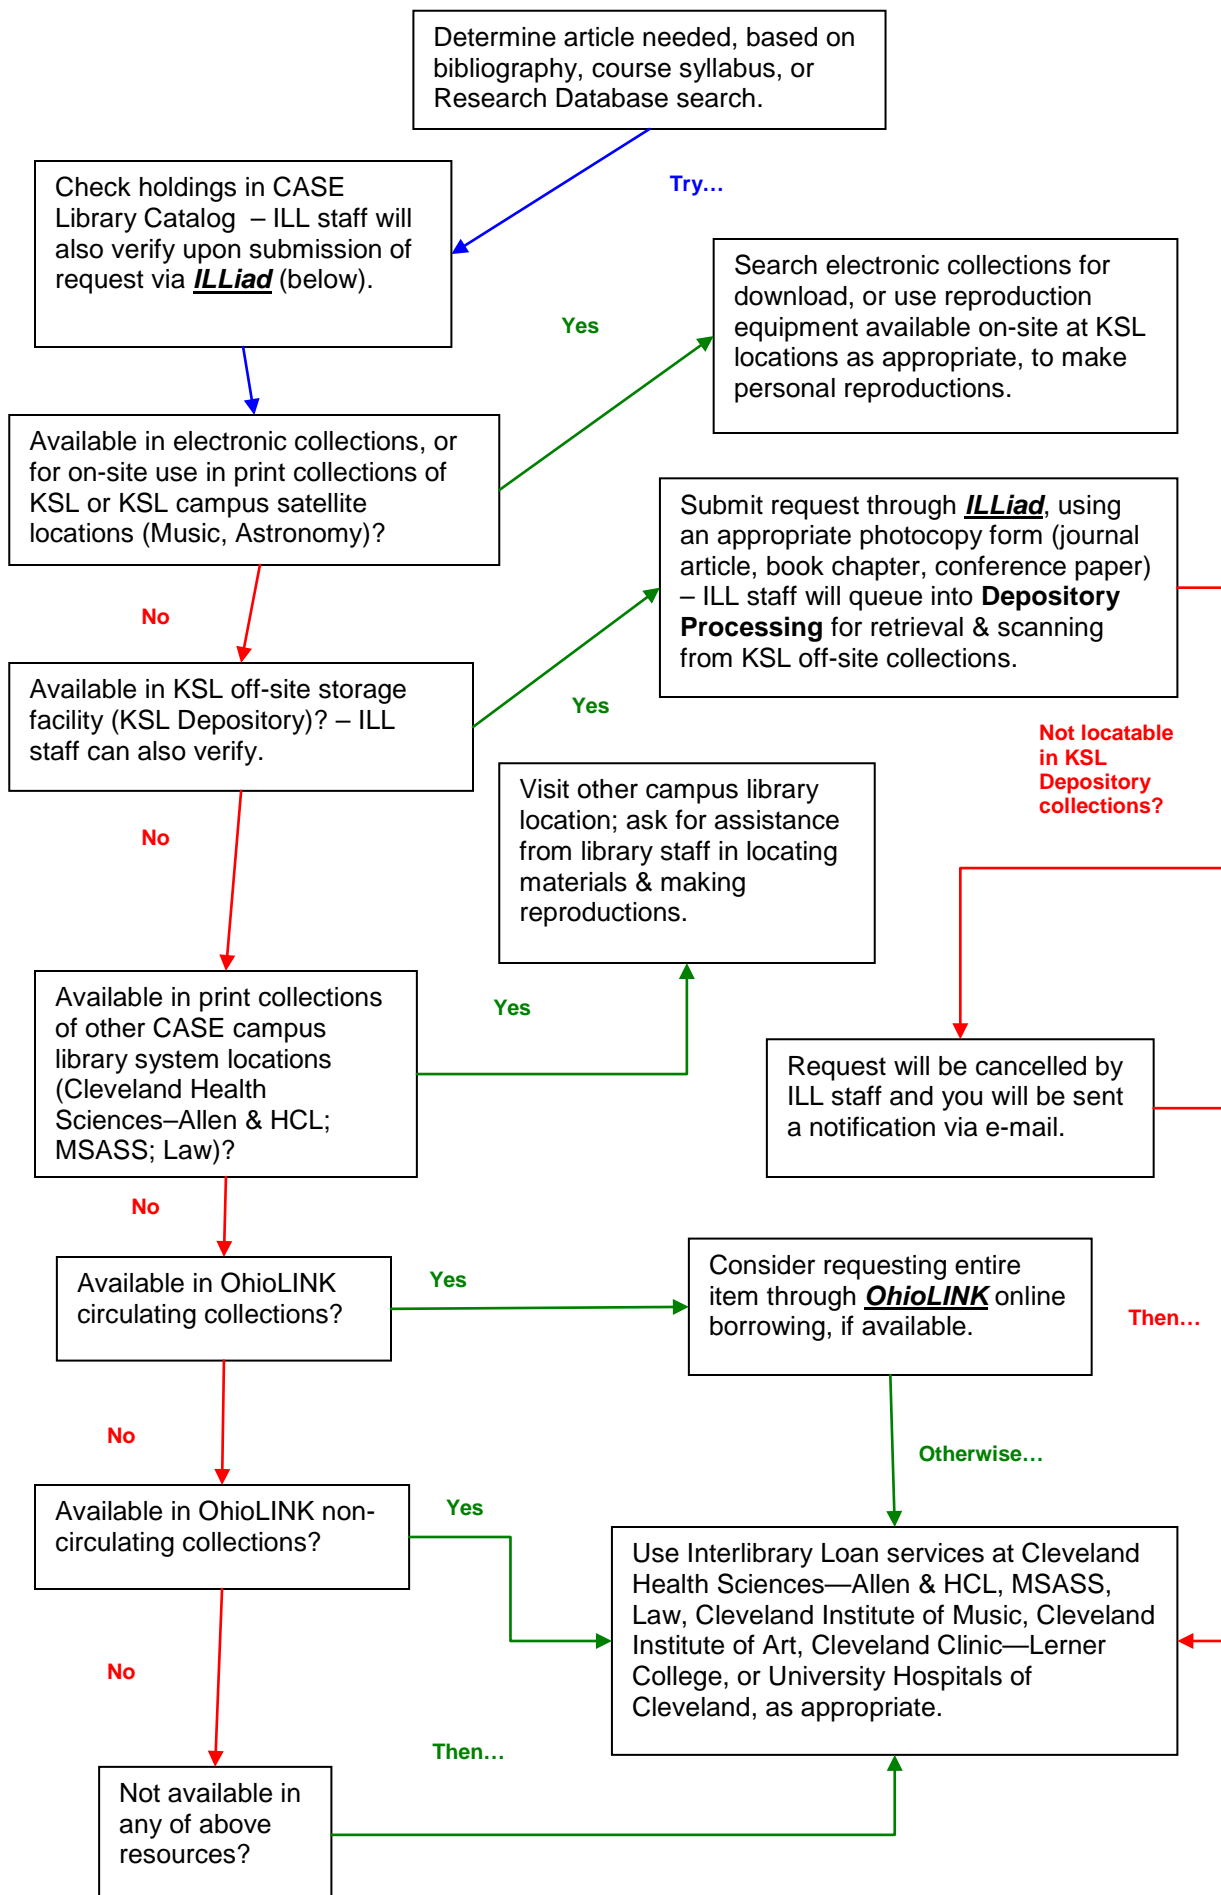 Determine article needed, based on
bibliography, course syllabus, or
Research Database search.
Try…
Check holdings in CASE
Library Catalog – ILL staff will
also verify upon submission of
request via ILLiad (below).
Yes
Search electronic collections for
download, or use reproduction
equipment available on-site at KSL
locations as appropriate, to make
personal reproductions.
Available in electronic collections, or
for on-site use in print collections of
KSL or KSL campus satellite
locations (Music, Astronomy)?
No
Submit request through ILLiad, using
an appropriate photocopy form (journal
article, book chapter, conference paper)
– ILL staff will queue into Depository
Processing for retrieval & scanning
from KSL off-site collections.
Available in KSL off-site storage
facility (KSL Depository)? – ILL
staff can also verify.
Yes
Not locatable
in KSL
Depository
collections?
No
Visit other campus library
location; ask for assistance
from library staff in locating
materials & making
reproductions.
Available in print collections
of other CASE campus
library system locations
(Cleveland Health
Sciences–Allen & HCL;
MSASS; Law)?
Yes
Request will be cancelled by
ILL staff and you will be sent
a notification via e-mail.
No
Available in OhioLINK
circulating collections?
Yes
Consider requesting entire
item through OhioLINK online
borrowing, if available.
Then…
No
Otherwise…
Available in OhioLINK non-
circulating collections?
Yes
Use Interlibrary Loan services at Cleveland
Health Sciences—Allen & HCL, MSASS,
Law, Cleveland Institute of Music, Cleveland
Institute of Art, Cleveland Clinic—Lerner
College, or University Hospitals of
Cleveland, as appropriate.
No
Then…
Not available in
any of above
resources?